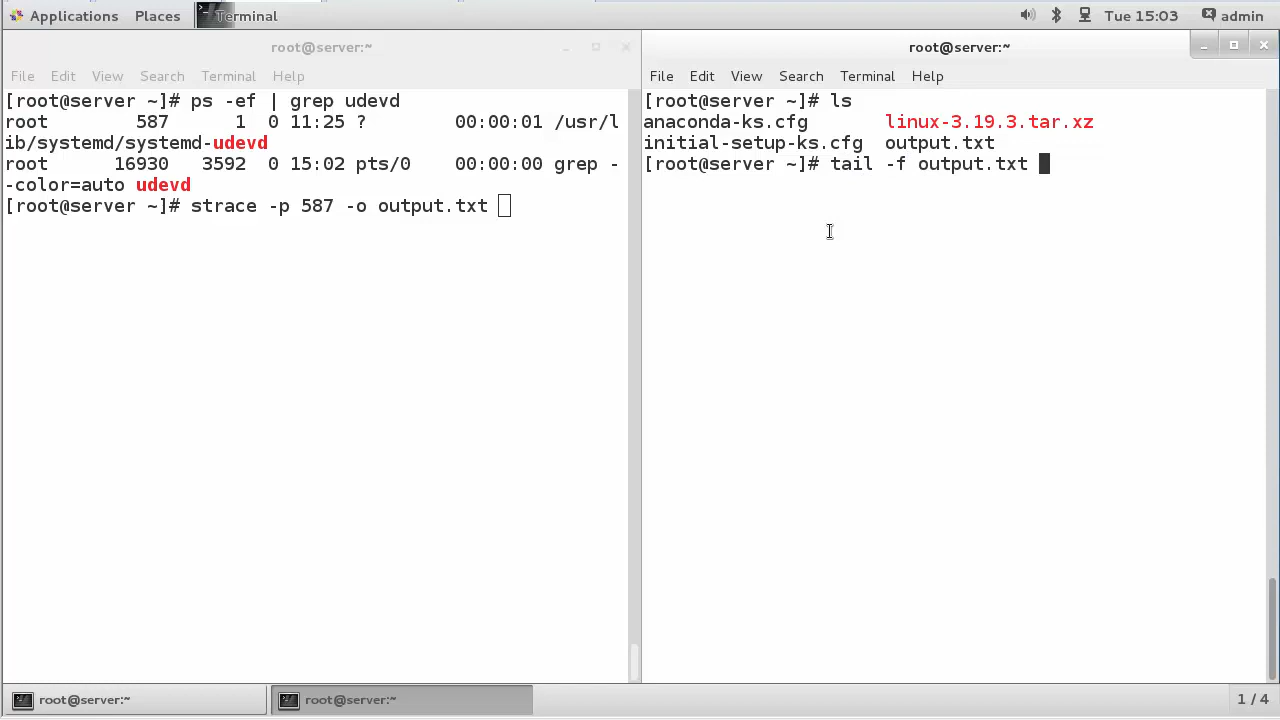 Applications Places Terminal Tue 15:03 admin
root@server:~
File Edit View Search Terminal Help
[root@server ~]# ps -ef | grep udevd
root 587 1 0 11:25 ? 00:00:01 /usr/l
ib/systemd/systemd-udevd
root 16930 3592 0 15:02 pts/0 00:00:00 grep -
-color=auto udevd
[root@server ~]# strace -p 587 -o output.txt
root@server:~
File Edit View Search Terminal Help
[root@server ~]# ls
anaconda-ks.cfg linux-3.19.3.tar.xz
initial-setup-ks.cfg output.txt
[root@server ~]# tail -f output.txt
root@server:~ root@server:~ 1 / 4